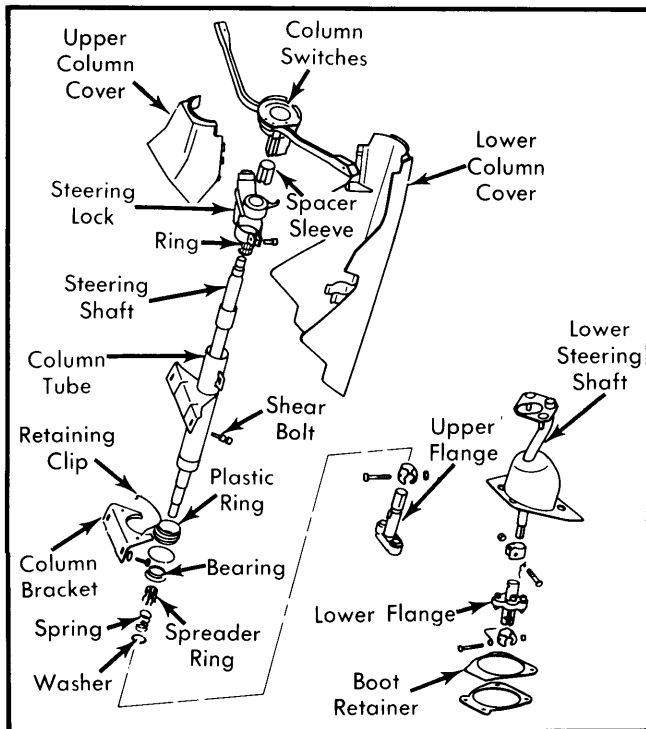 Upper
Column
Cover
Column
Switches
Lower
Column
Cover
Steering
Lock
Spacer
Sleeve
Ring
Steering
Shaft
Column
Tube
Lower
Steering
Shaft
Shear
Bolt
Upper
Flange
Retaining
Clip
Plastic
Ring
Column
Bracket
Bearing
Lower Flange
Spring
Spreader
Ring
Washer
Boot
Retainer